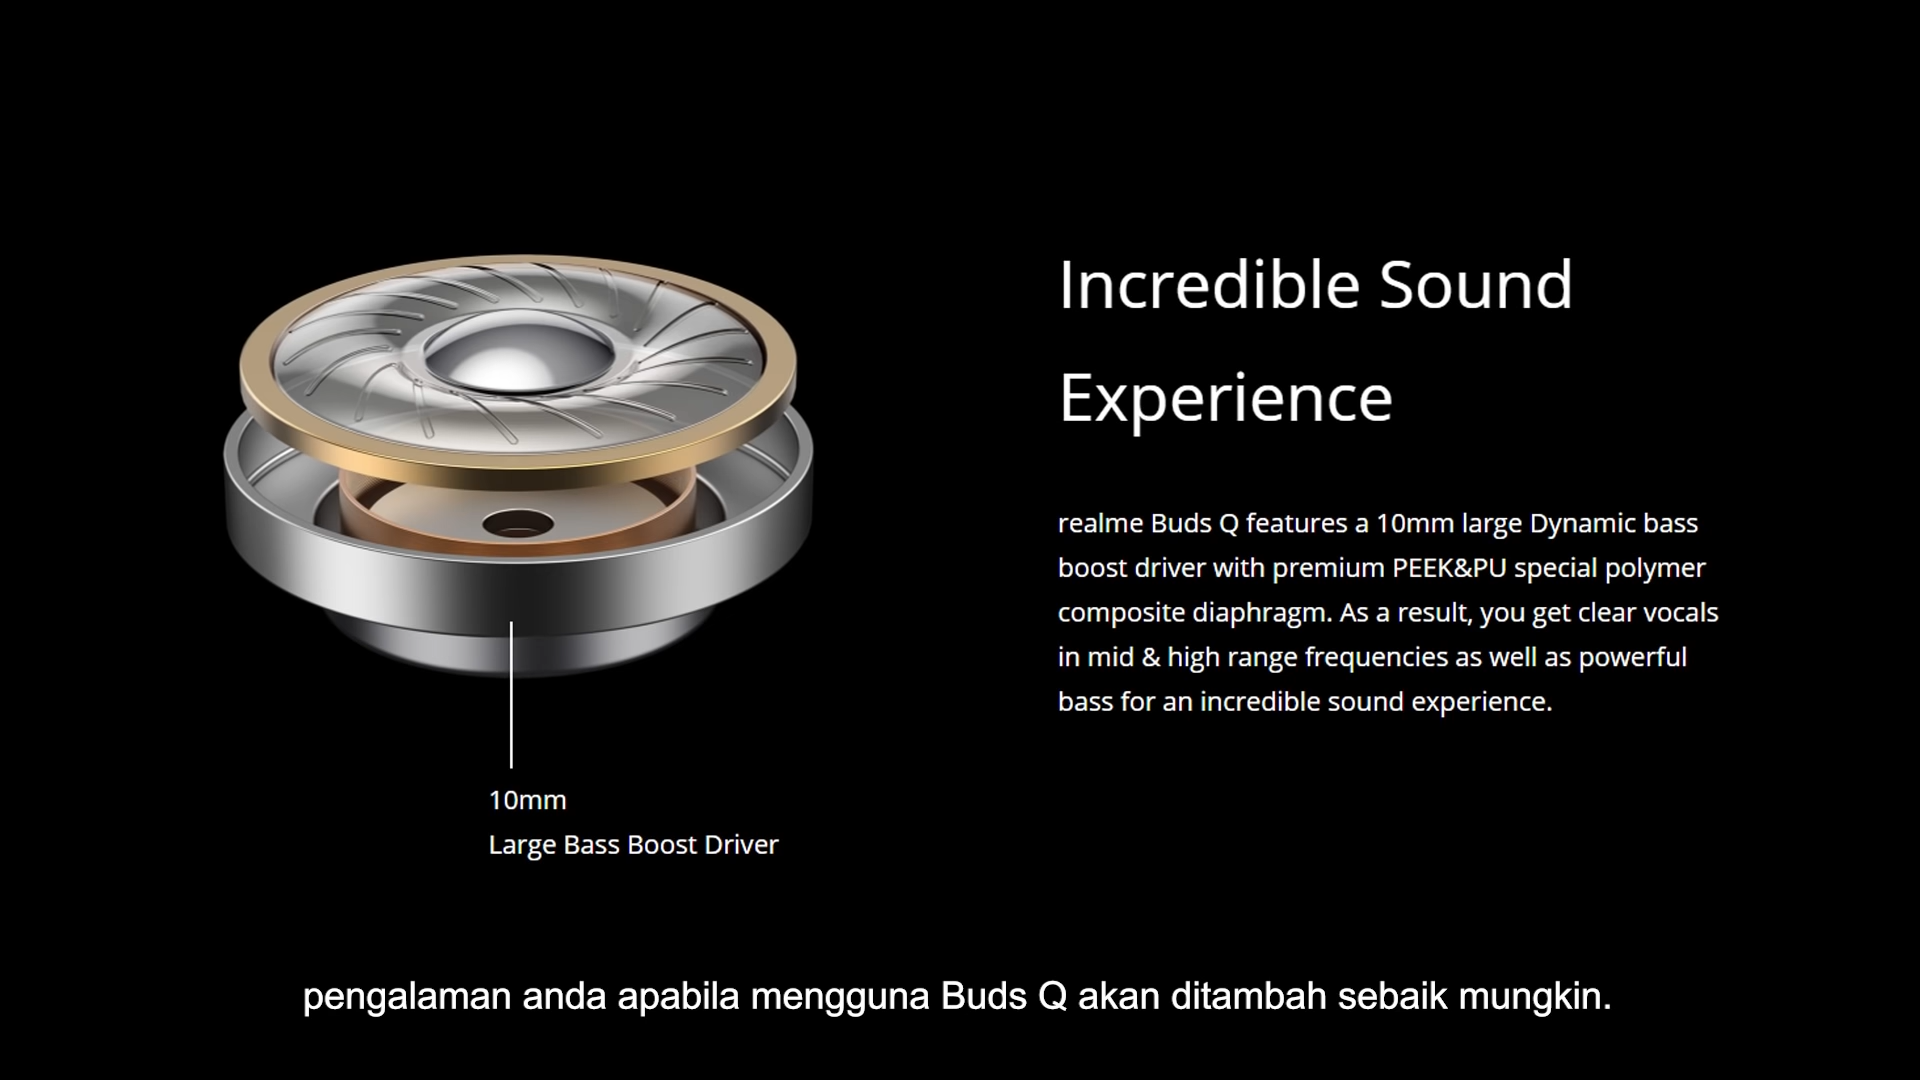 Incredible Sound
Experience
realme Buds Q features a 10mm large Dynamic bass
boost driver with premium PEEK&PU special polymer
composite diaphragm. As a result, you get clear vocals
in mid & high range frequencies as well as powerful
bass for an incredible sound experience.
10mm
Large Bass Boost Driver
pengalaman anda apabila mengguna Buds Q akan ditambah sebaik mungkin.